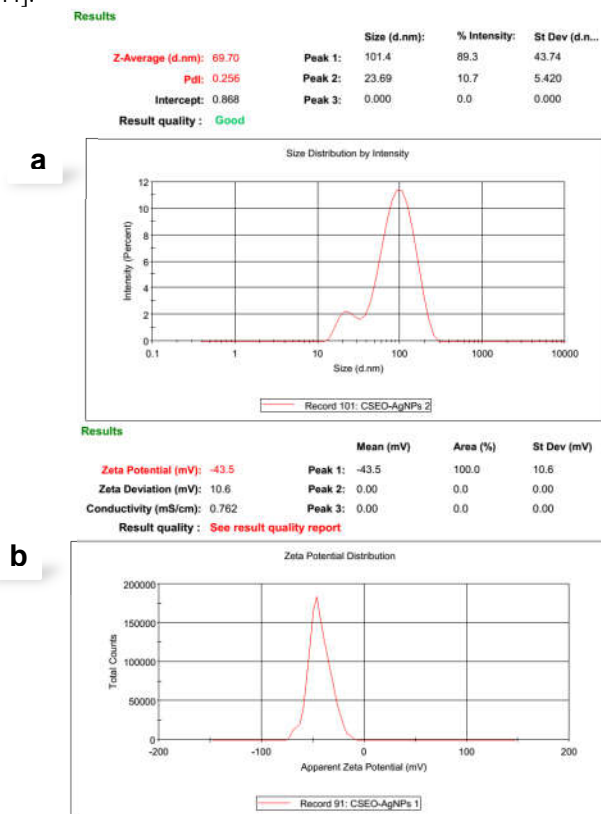 Results
Size (d.nm): % Intensity: St Dev (d.n...
Z-Average (d.nm): 69.70 Peak 1: 101.4 89.3 43.74
PdI: 0.256 Peak 2: 23.69 10.7 5.420
Intercept: 0.868 Peak 3: 0.000 0.0 0.000
Result quality : Good
a
Size Distribution by Intensity
Intensity (Percent)
12
10
8
6
4
2
0
0.1 1 10 100 1000 10000
Size (d.nm)
Record 101: CSEO-AgNPs 2
Results
Mean (mV) Area (%) St Dev (mV)
Zeta Potential (mV): -43.5 Peak 1: -43.5 100.0 10.6
Zeta Deviation (mV): 10.6 Peak 2: 0.00 0.0 0.00
Conductivity (mS/cm): 0.762 Peak 3: 0.00 0.0 0.00
Result quality : See result quality report
b
Zeta Potential Distribution
Total Counts
200000
150000
100000
50000
0
-200 -100 0 100 200
Apparent Zeta Potential (mV)
Record 91: CSEO-AgNPs 1